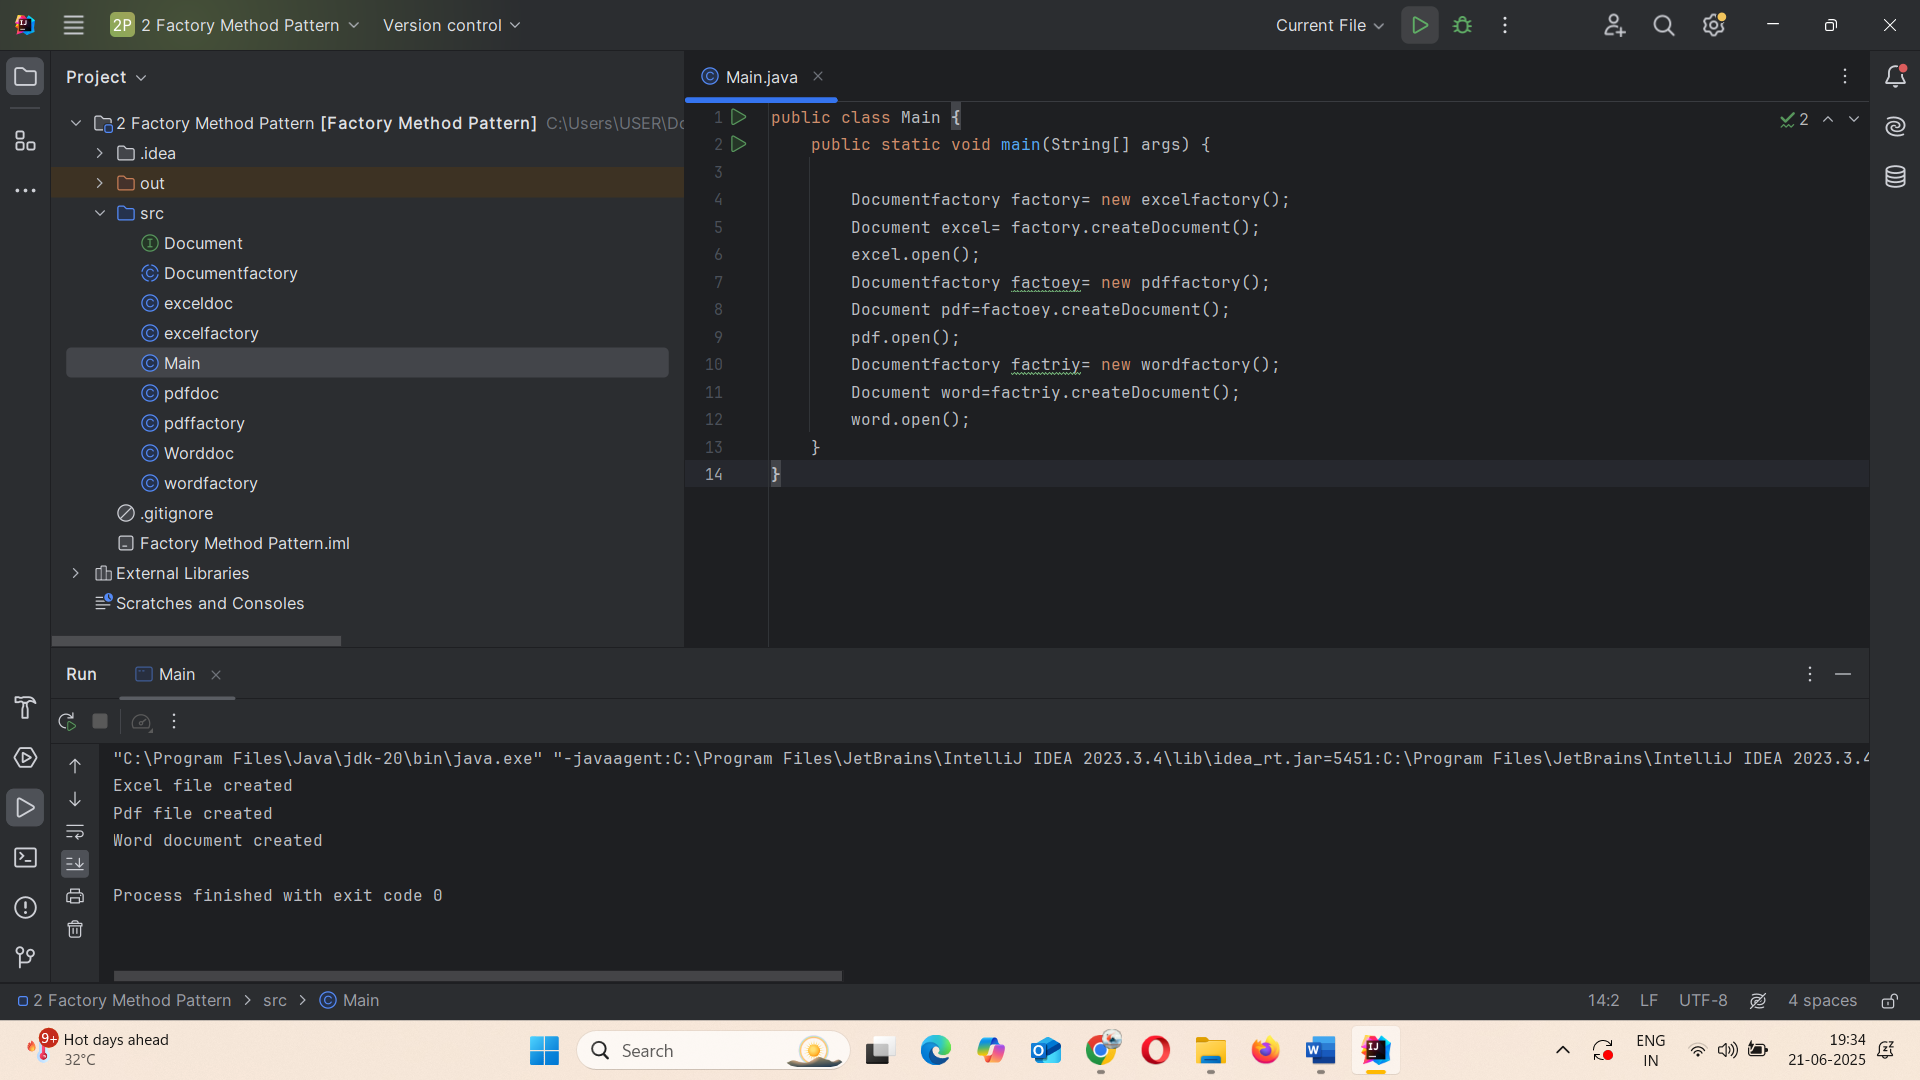 2P 2 Factory Method Pattern Version control Current File
Project
Main.java
2 Factory Method Pattern [Factory Method Pattern] C:\Users\USER\Do
.idea
out
src
Document
Documentfactory
exceldoc
excelfactory
Main
pdfdoc
pdffactory
Worddoc
wordfactory
.gitignore
Factory Method Pattern.iml
External Libraries
Scratches and Consoles
1 public class Main {
2 public static void main(String[] args) {
3
4 Documentfactory factory= new excelfactory();
5 Document excel= factory.createDocument();
6 excel.open();
7 Documentfactory factoey= new pdffactory();
8 Document pdf=factoey.createDocument();
9 pdf.open();
10 Documentfactory factriy= new wordfactory();
11 Document word=factriy.createDocument();
12 word.open();
13 }
14 }
2
Run Main
"C:\Program Files\Java\jdk-20\bin\java.exe" "-javaagent:C:\Program Files\JetBrains\IntelliJ IDEA 2023.3.4\lib\idea_rt.jar=5451:C:\Program Files\JetBrains\IntelliJ IDEA 2023.3.4
Excel file created
Pdf file created
Word document created
Process finished with exit code 0
2 Factory Method Pattern > src > Main 14:2 LF UTF-8 4 spaces
9+ Hot days ahead
32°C
Search
ENG
IN
19:34
21-06-2025